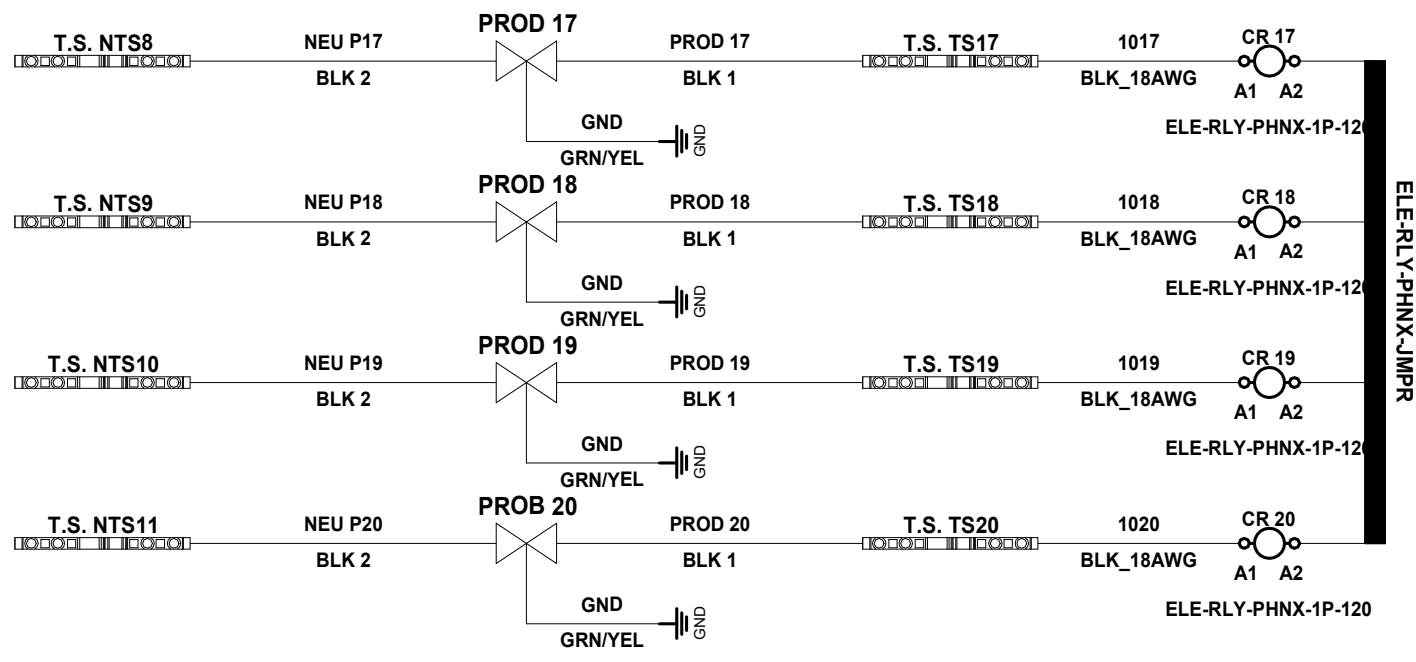 PROD 17
T.S. NTS8 NEU P17 PROD 17 T.S. TS17 1017 CR 17
BLK 2 BLK 1 BLK_18AWG A1 A2
GND GND ELE-RLY-PHNX-1P-120
GRN/YEL
PROD 18
T.S. NTS9 NEU P18 PROD 18 T.S. TS18 1018 CR 18
BLK 2 BLK 1 BLK_18AWG A1 A2
GND GND ELE-RLY-PHNX-1P-120
GRN/YEL
ELE-RLY-PHNX-JMPR
PROD 19
T.S. NTS10 NEU P19 PROD 19 T.S. TS19 1019 CR 19
BLK 2 BLK 1 BLK_18AWG A1 A2
GND GND ELE-RLY-PHNX-1P-120
GRN/YEL
PROB 20
T.S. NTS11 NEU P20 PROD 20 T.S. TS20 1020 CR 20
BLK 2 BLK 1 BLK_18AWG A1 A2
GND GND ELE-RLY-PHNX-1P-120
GRN/YEL